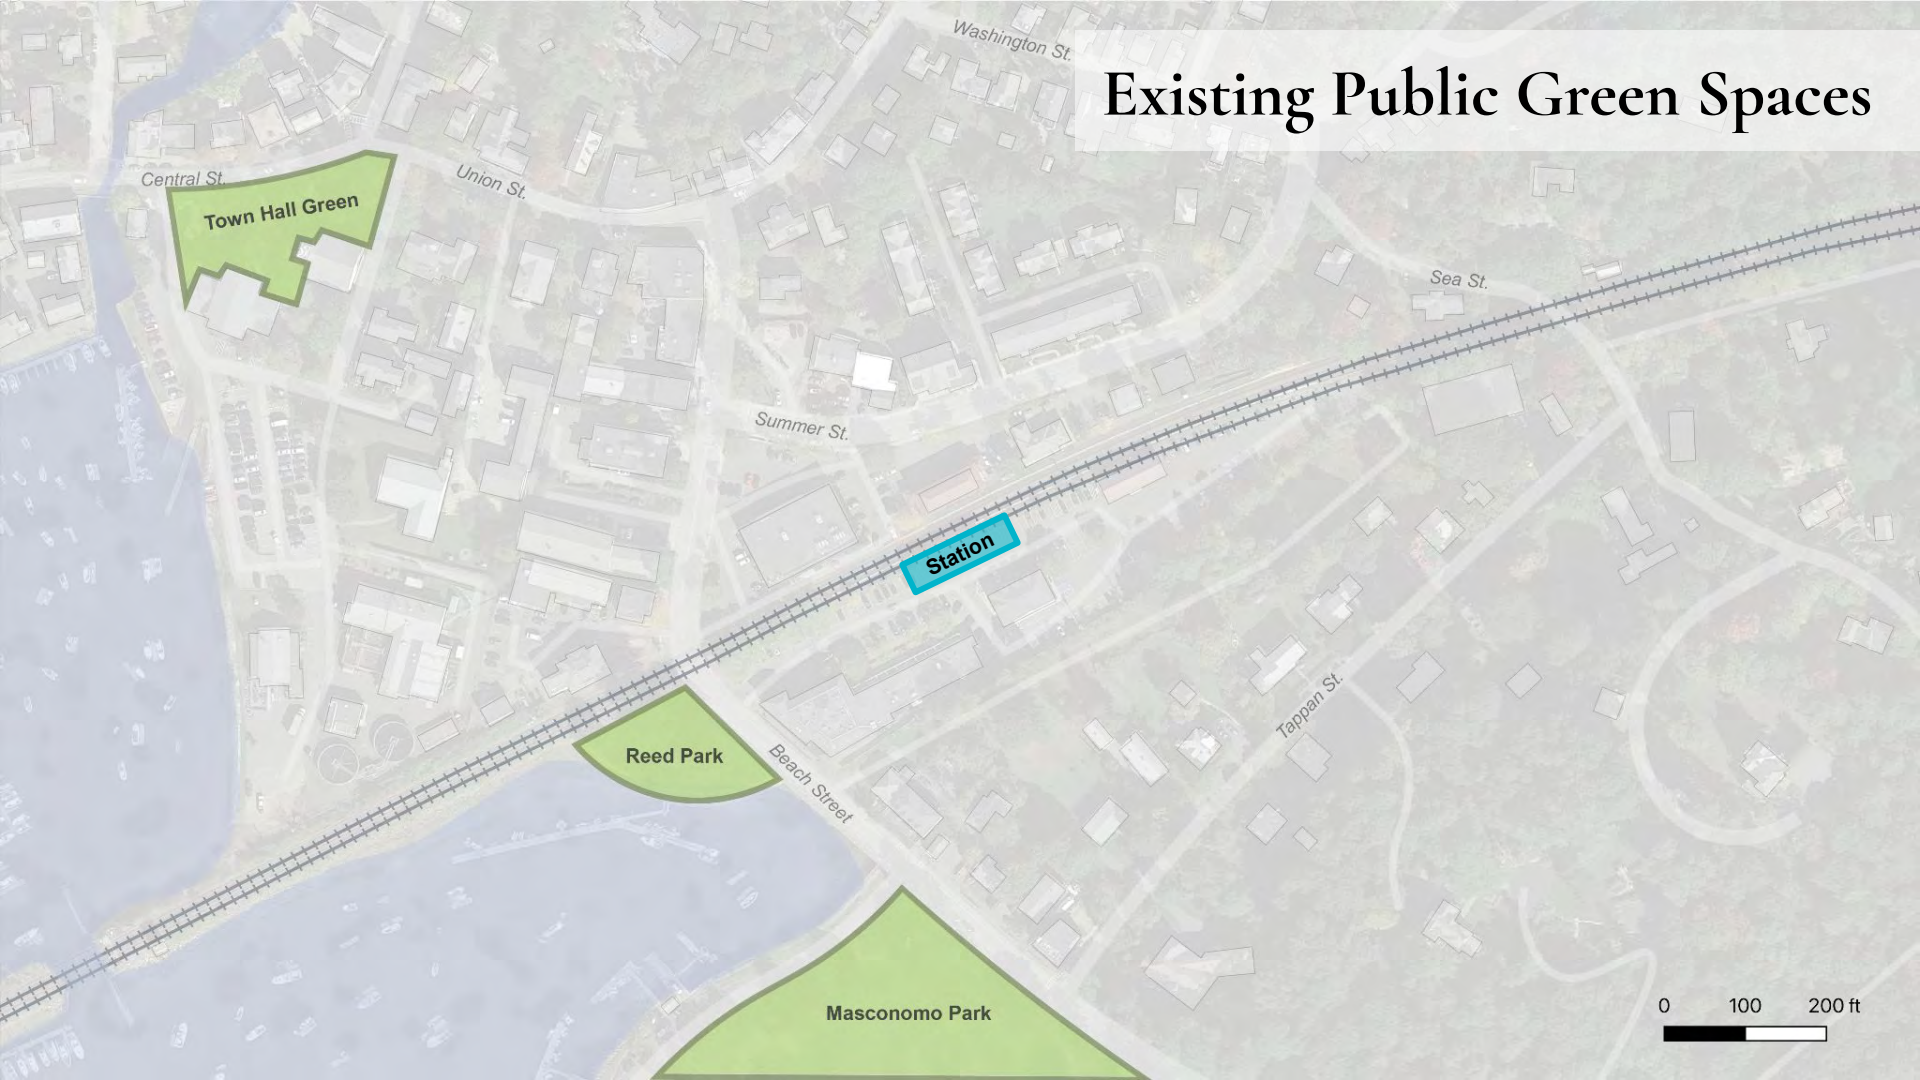 Washington St.
Existing Public Green Spaces
Central St.
Union St.
Town Hall Green
Sea St.
Summer St.
Station
Tappan St.
Reed Park
Beach Street
Masconomo Park
0 100 200 ft